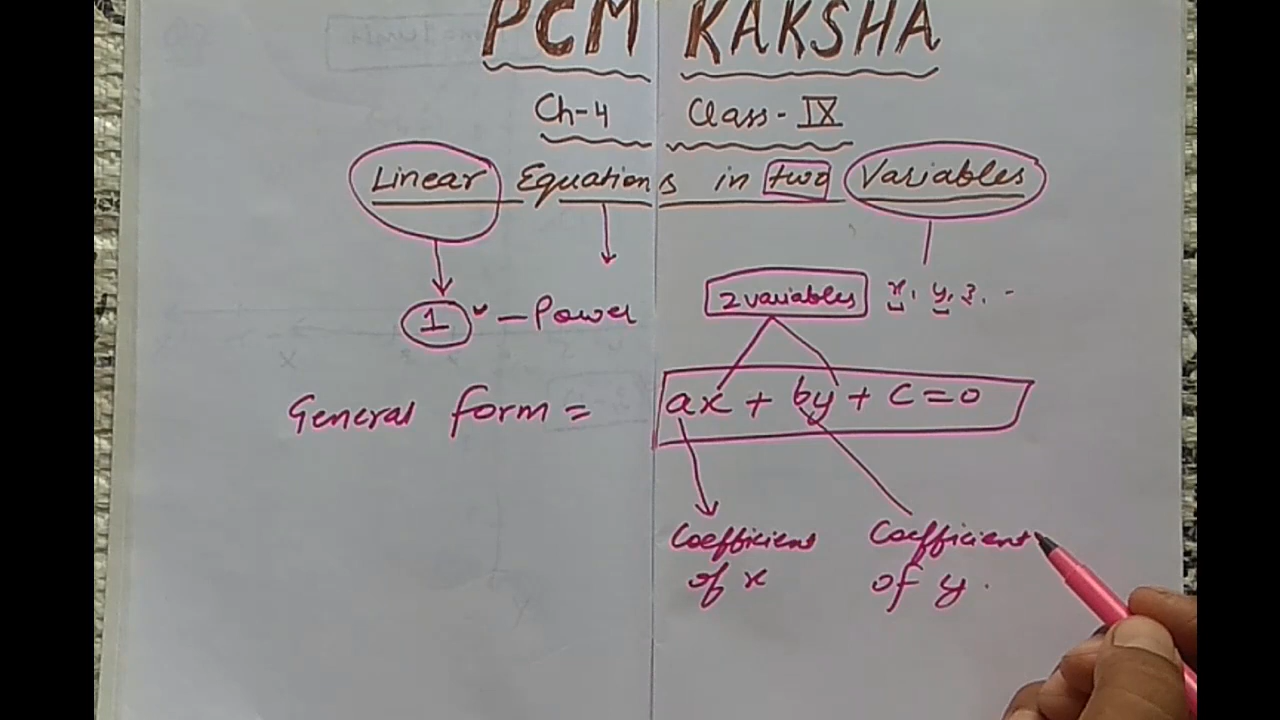 PCM KAKSHA
Ch-4 Class-IX
Linear Equations in two Variables
2 variables x, y, z, -
1 - Power
General form = ax + by + c = 0
Coefficient of x
Coefficient of y.